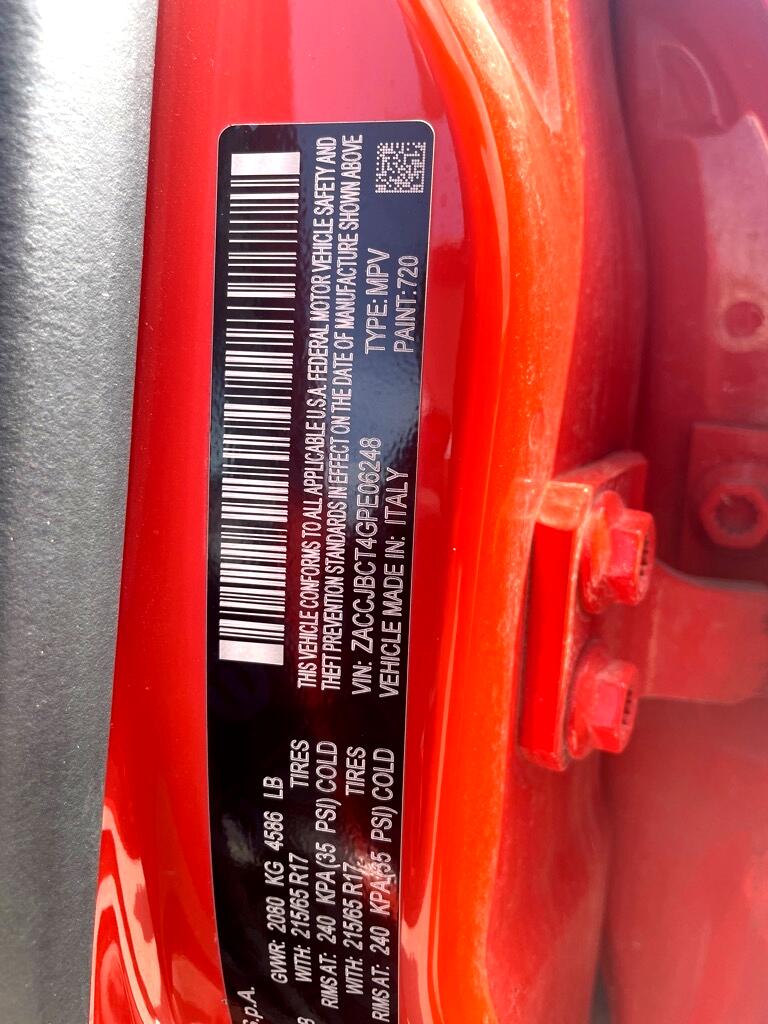 S.p.A.
GVWR: 2080 KG 4586 LB
WITH: 215/65 R17 TIRES
RIMS AT: 240 KPA(35 PSI) COLD
WITH: 215/65 R17 TIRES
RIMS AT: 240 KPA(35 PSI) COLD
THIS VEHICLE CONFORMS TO ALL APPLICABLE U.S.A. FEDERAL MOTOR VEHICLE SAFETY AND
THEFT PREVENTION STANDARDS IN EFFECT ON THE DATE OF MANUFACTURE SHOWN ABOVE
VIN: ZACCJBCT4GPE06248 TYPE: MPV
VEHICLE MADE IN: ITALY PAINT: 720